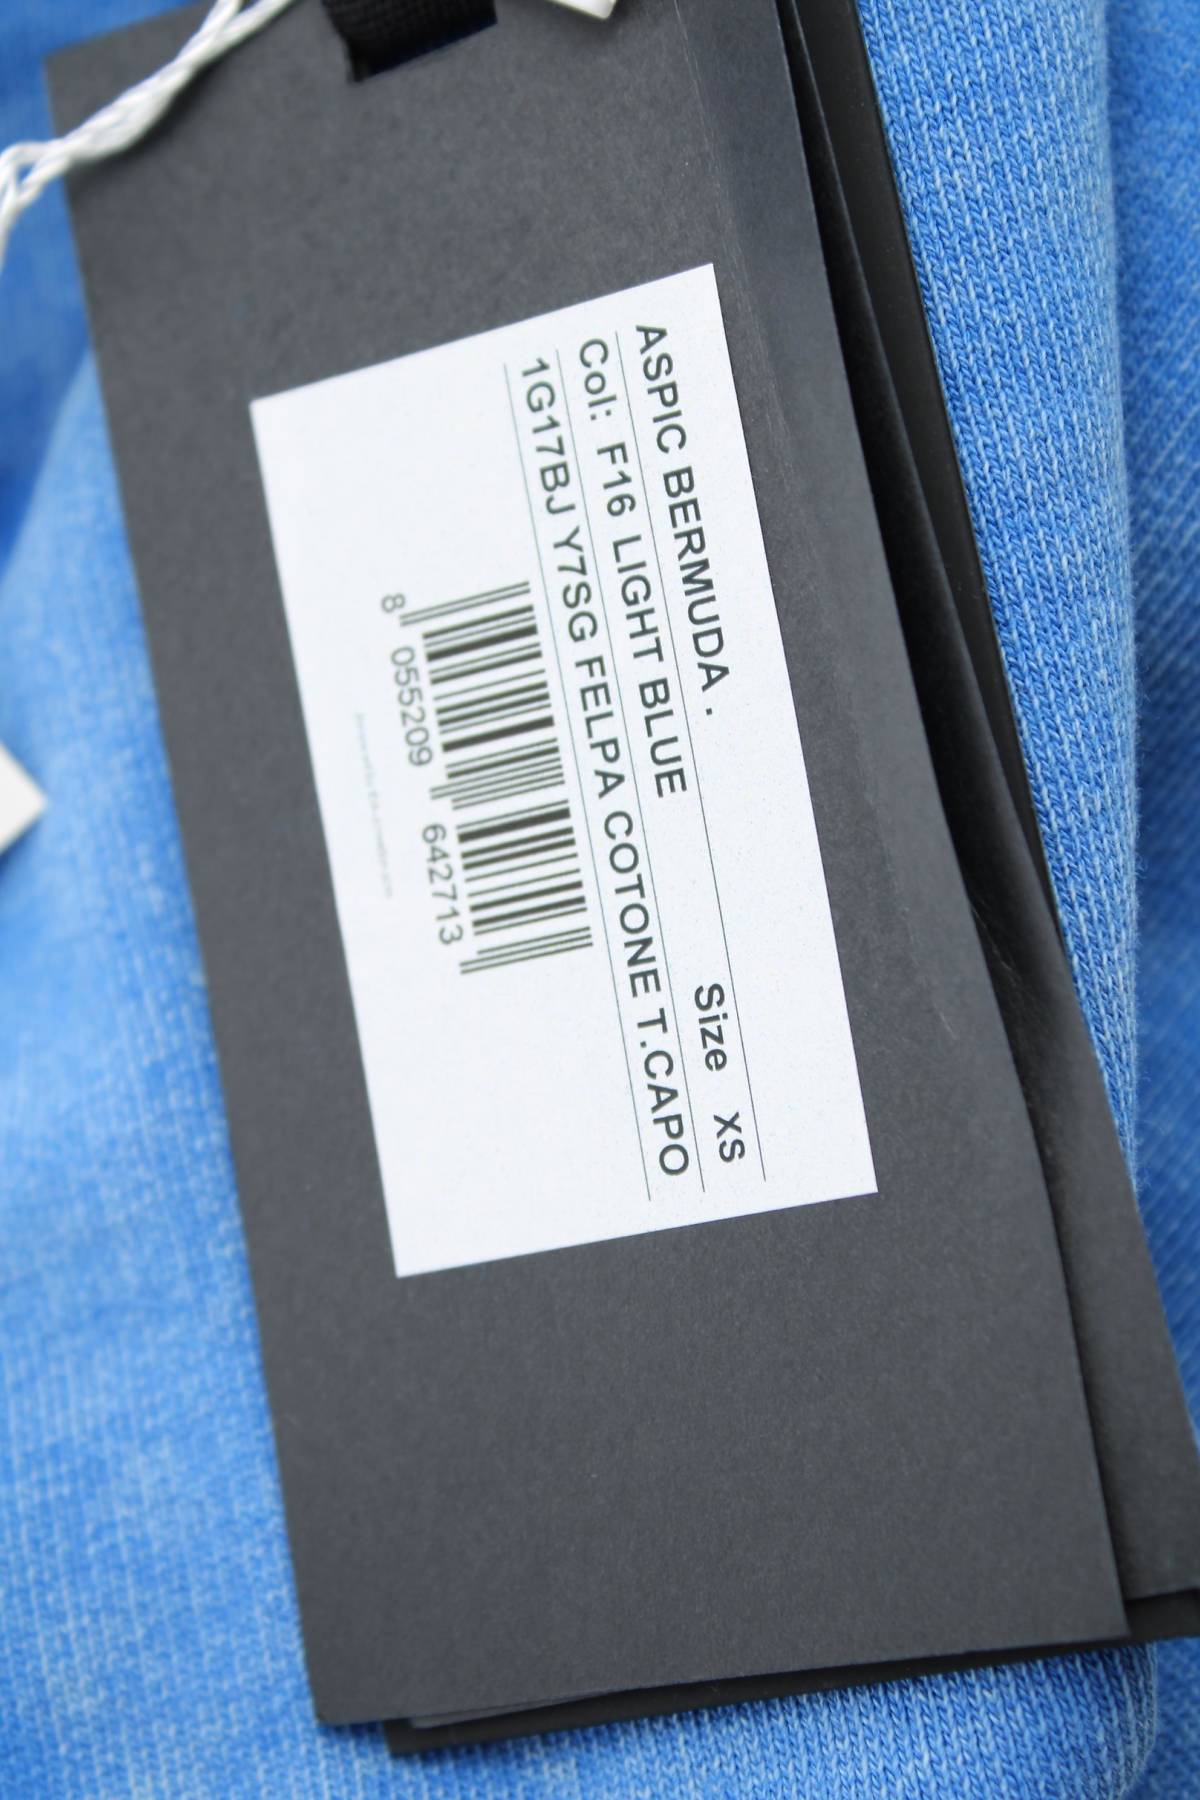 ASPIC BERMUDA . Size XS
Col: F16 LIGHT BLUE
1G17BJ Y7SG FELPA COTONE T.CAPO
8 055209 642713